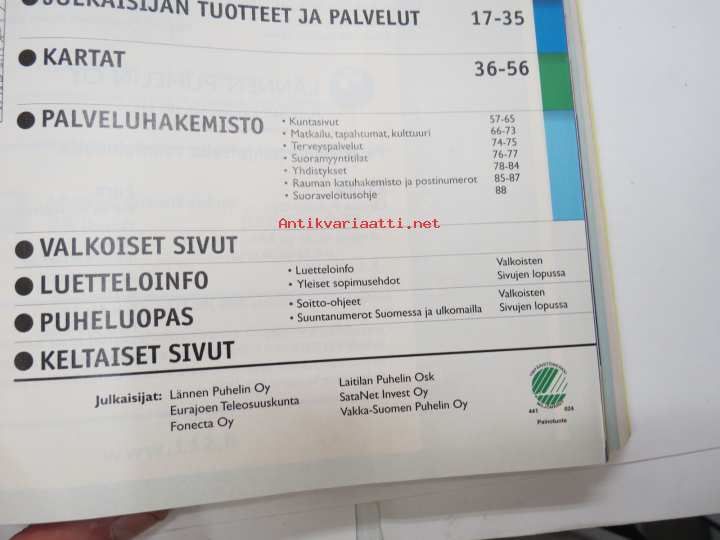 JULKAISIJAN TUOTTEET JA PALVELUT 17-35
KARTAT 36-56
PALVELUHAKEMISTO
• Kuntasivut 57-65
• Matkailu, tapahtumat, kulttuuri 66-73
• Terveyspalvelut 74-75
• Suoramyyntitilat 76-77
• Yhdistykset 78-84
• Rauman katuhakemisto ja postinumerot 85-87
• Suoraveloitusohje 88
Antikvariaatti.net
VALKOISET SIVUT
LUETTELOINFO
• Luetteloinfo
• Yleiset sopimusehdot
Valkoisten
Sivujen lopussa
PUHELUOPAS
• Soitto-ohjeet
• Suuntanumerot Suomessa ja ulkomailla
Valkoisten
Sivujen lopussa
KELTAISET SIVUT
Julkaisijat: Lännen Puhelin Oy
Eurajoen Teleosuuskunta
Fonecta Oy
Laitilan Puhelin Osk
SataNet Invest Oy
Vakka-Suomen Puhelin Oy
441 024
Painotuote